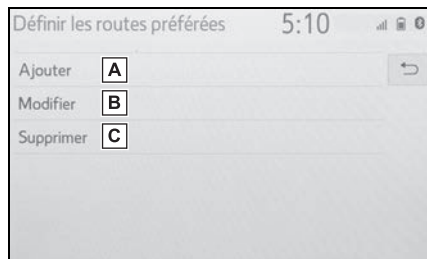 Définir les routes préférées 5:10
Ajouter A
Modifier B
Supprimer C